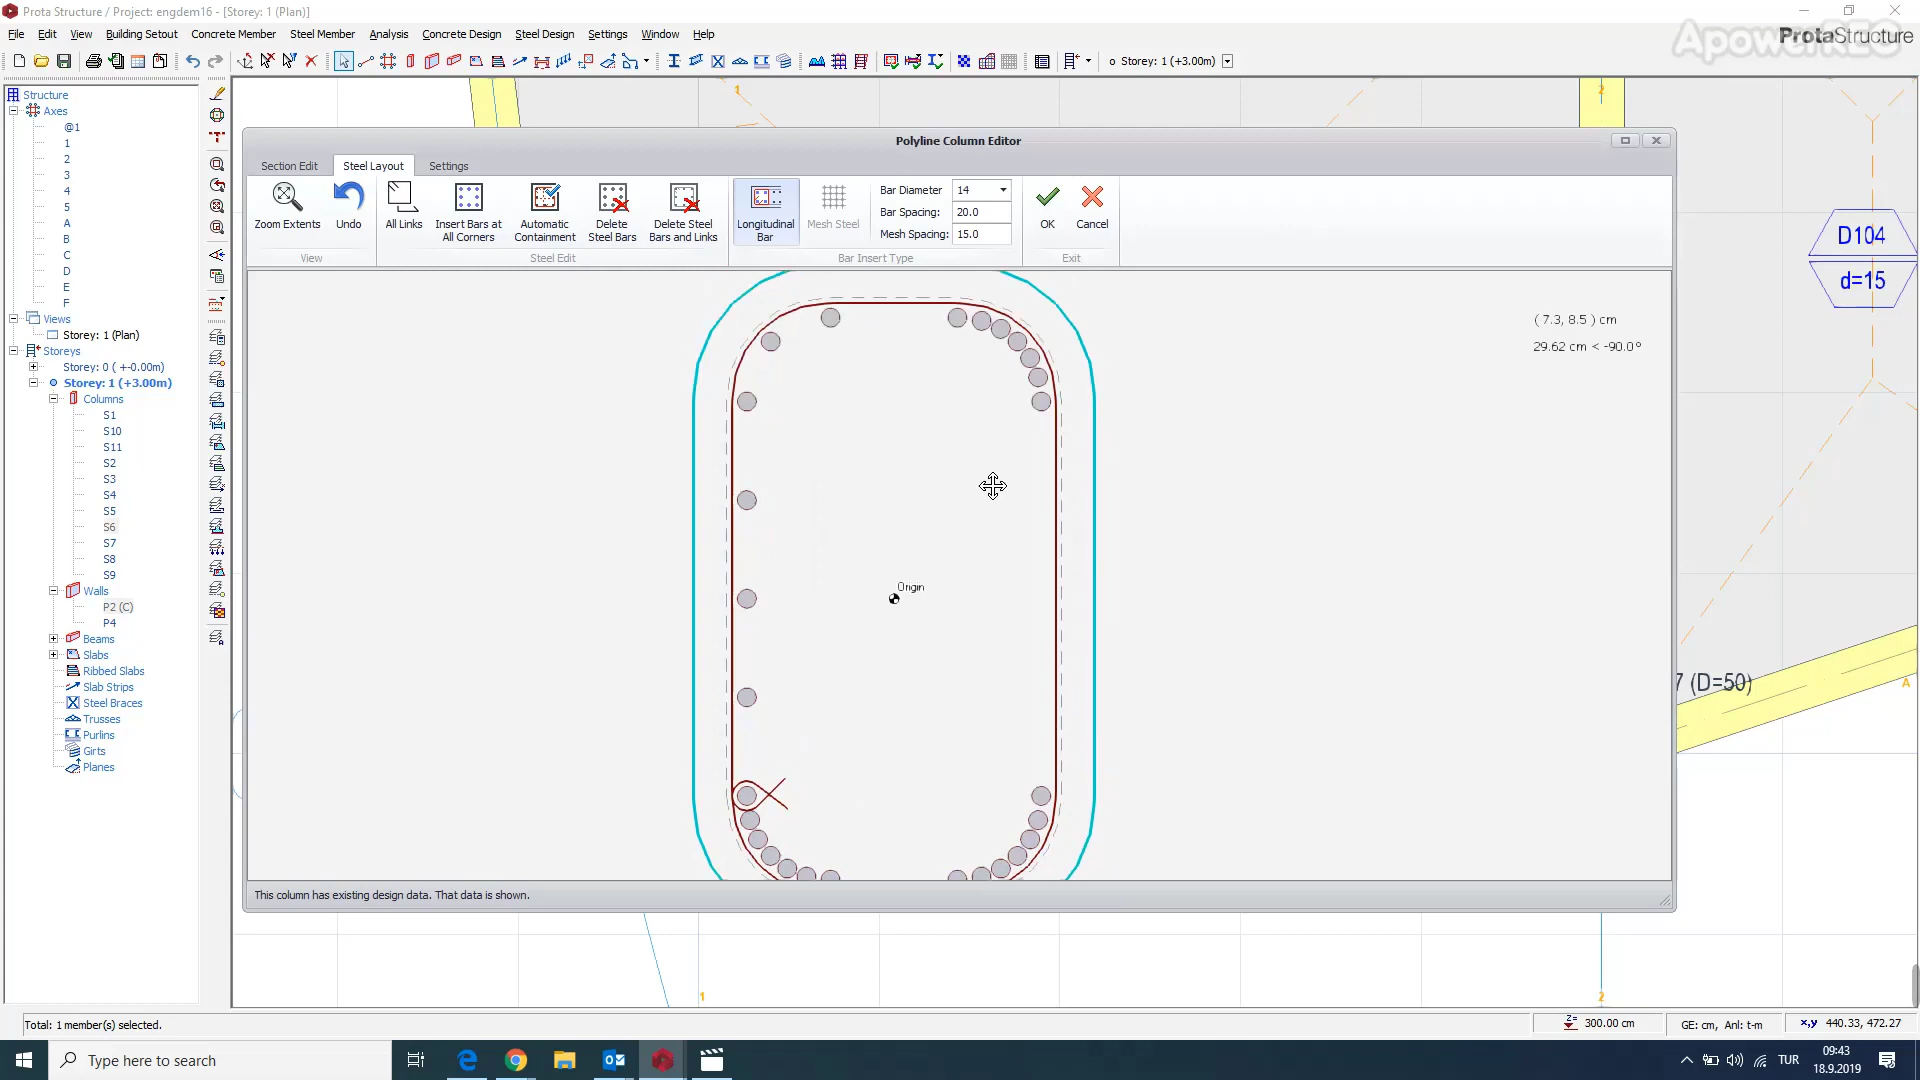 Prota Structure / Project: engdem16 - [Storey: 1 (Plan)]
File Edit View Building Setout Concrete Member Steel Member Analysis Concrete Design Steel Design Settings Window Help
ProtaStructure
ApowerREC
Storey: 1 (+3.00m)
Structure
Axes
@1
1
2
3
4
5
A
B
C
D
E
F
Views
Storey: 1 (Plan)
Storeys
Storey: 0 ( +-0.00m)
Storey: 1 (+3.00m)
Columns
S1
S10
S11
S2
S3
S4
S5
S6
S7
S8
S9
Walls
P2 (C)
P4
Beams
Slabs
Ribbed Slabs
Slab Strips
Steel Braces
Trusses
Purlins
Girts
Planes
1
2
Polyline Column Editor
Section Edit Steel Layout Settings
Zoom Extents
Undo
All Links
Insert Bars at All Corners
Automatic Containment
Delete Steel Bars
Delete Steel Bars and Links
Longitudinal Bar
Mesh Steel
Bar Diameter 14
Bar Spacing: 20.0
Mesh Spacing: 15.0
OK
Cancel
View
Steel Edit
Bar Insert Type
Exit
( 7.3, 8.5 ) cm
29.62 cm < -90.0°
Origin
This column has existing design data. That data is shown.
D104
d=15
7 (D=50)
A
1
2
Total: 1 member(s) selected.
Z= 300.00 cm
GE: cm, Anl: t-m
x,y 440.33, 472.27
Type here to search
TUR
09:43
18.9.2019